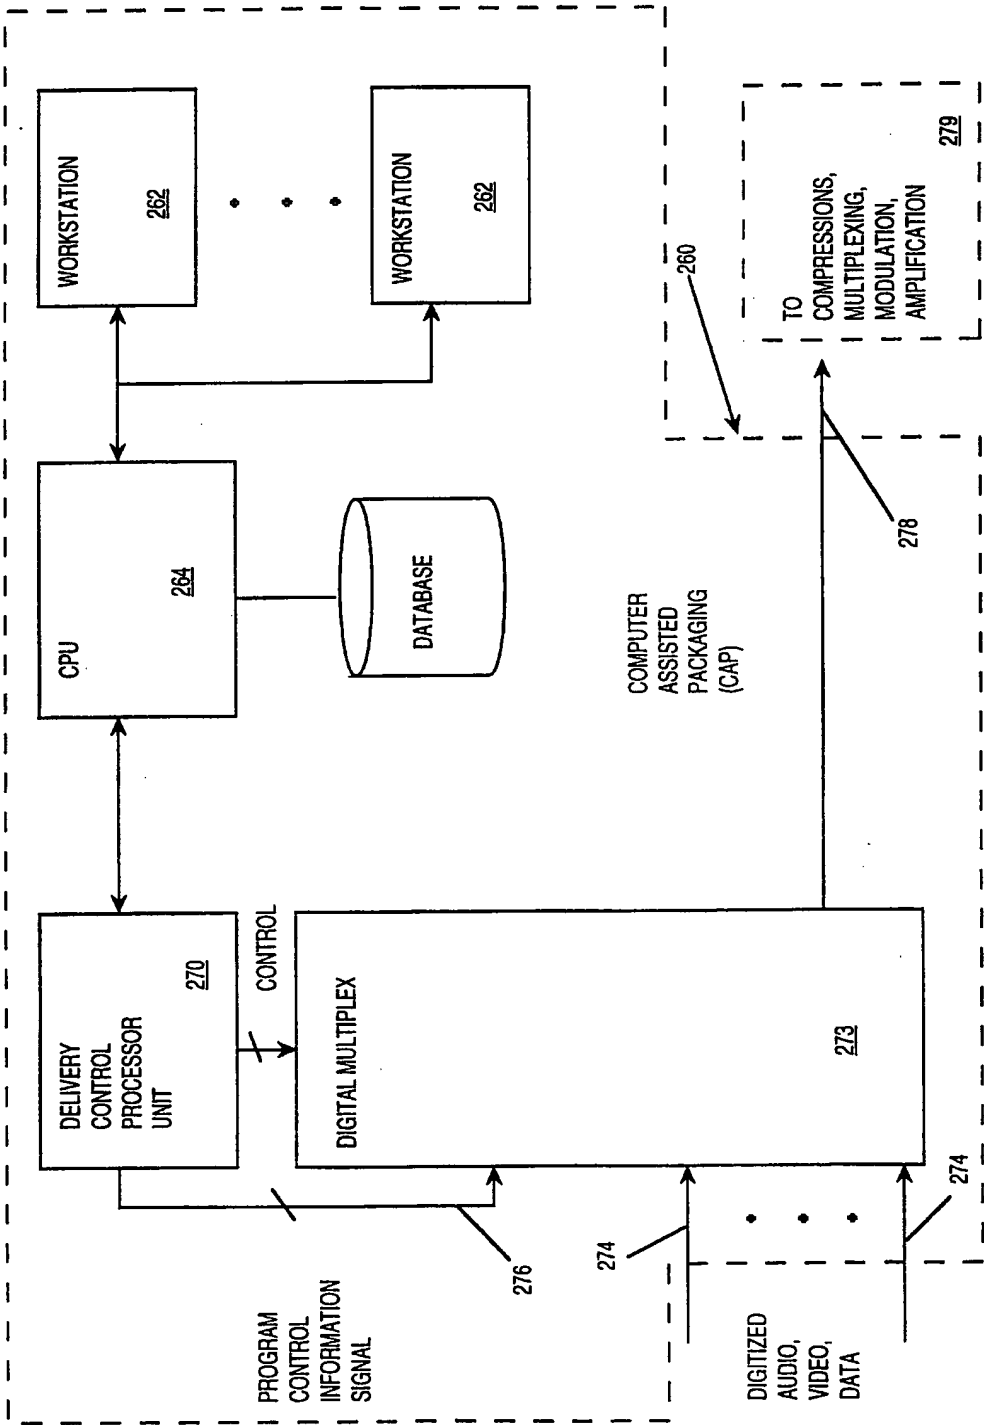 DELIVERY
CONTROL
PROCESSOR
UNIT
270
CPU
264
WORKSTATION
262
WORKSTATION
262
DATABASE
CONTROL
PROGRAM
CONTROL
INFORMATION
SIGNAL
276
DIGITAL MULTIPLEX
273
274
274
DIGITIZED
AUDIO,
VIDEO,
DATA
COMPUTER
ASSISTED
PACKAGING
(CAP)
260
278
TO
COMPRESSIONS,
MULTIPLEXING,
MODULATION,
AMPLIFICATION
279